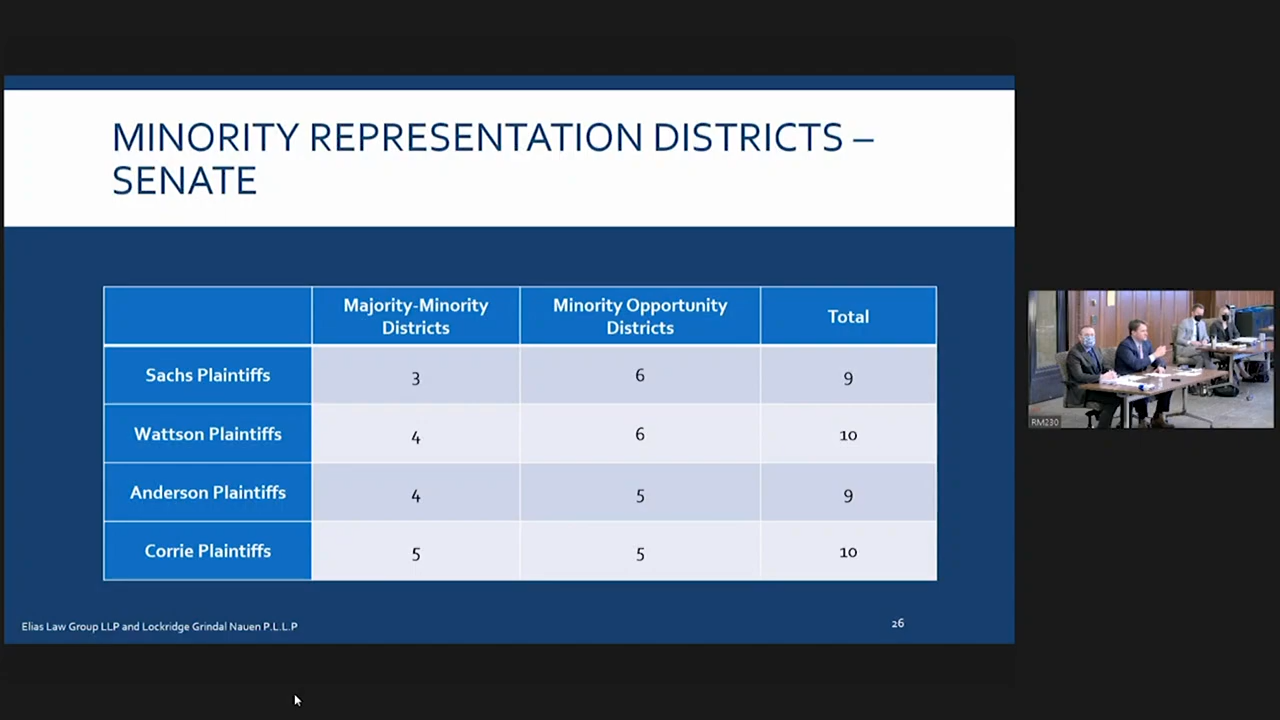 MINORITY REPRESENTATION DISTRICTS –
SENATE
Majority-Minority
Districts
Minority Opportunity
Districts
Total
Sachs Plaintiffs
3
6
9
Wattson Plaintiffs
4
6
10
Anderson Plaintiffs
4
5
9
Corrie Plaintiffs
5
5
10
Elias Law Group LLP and Lockridge Grindal Nauen P.L.L.P
26
RM230